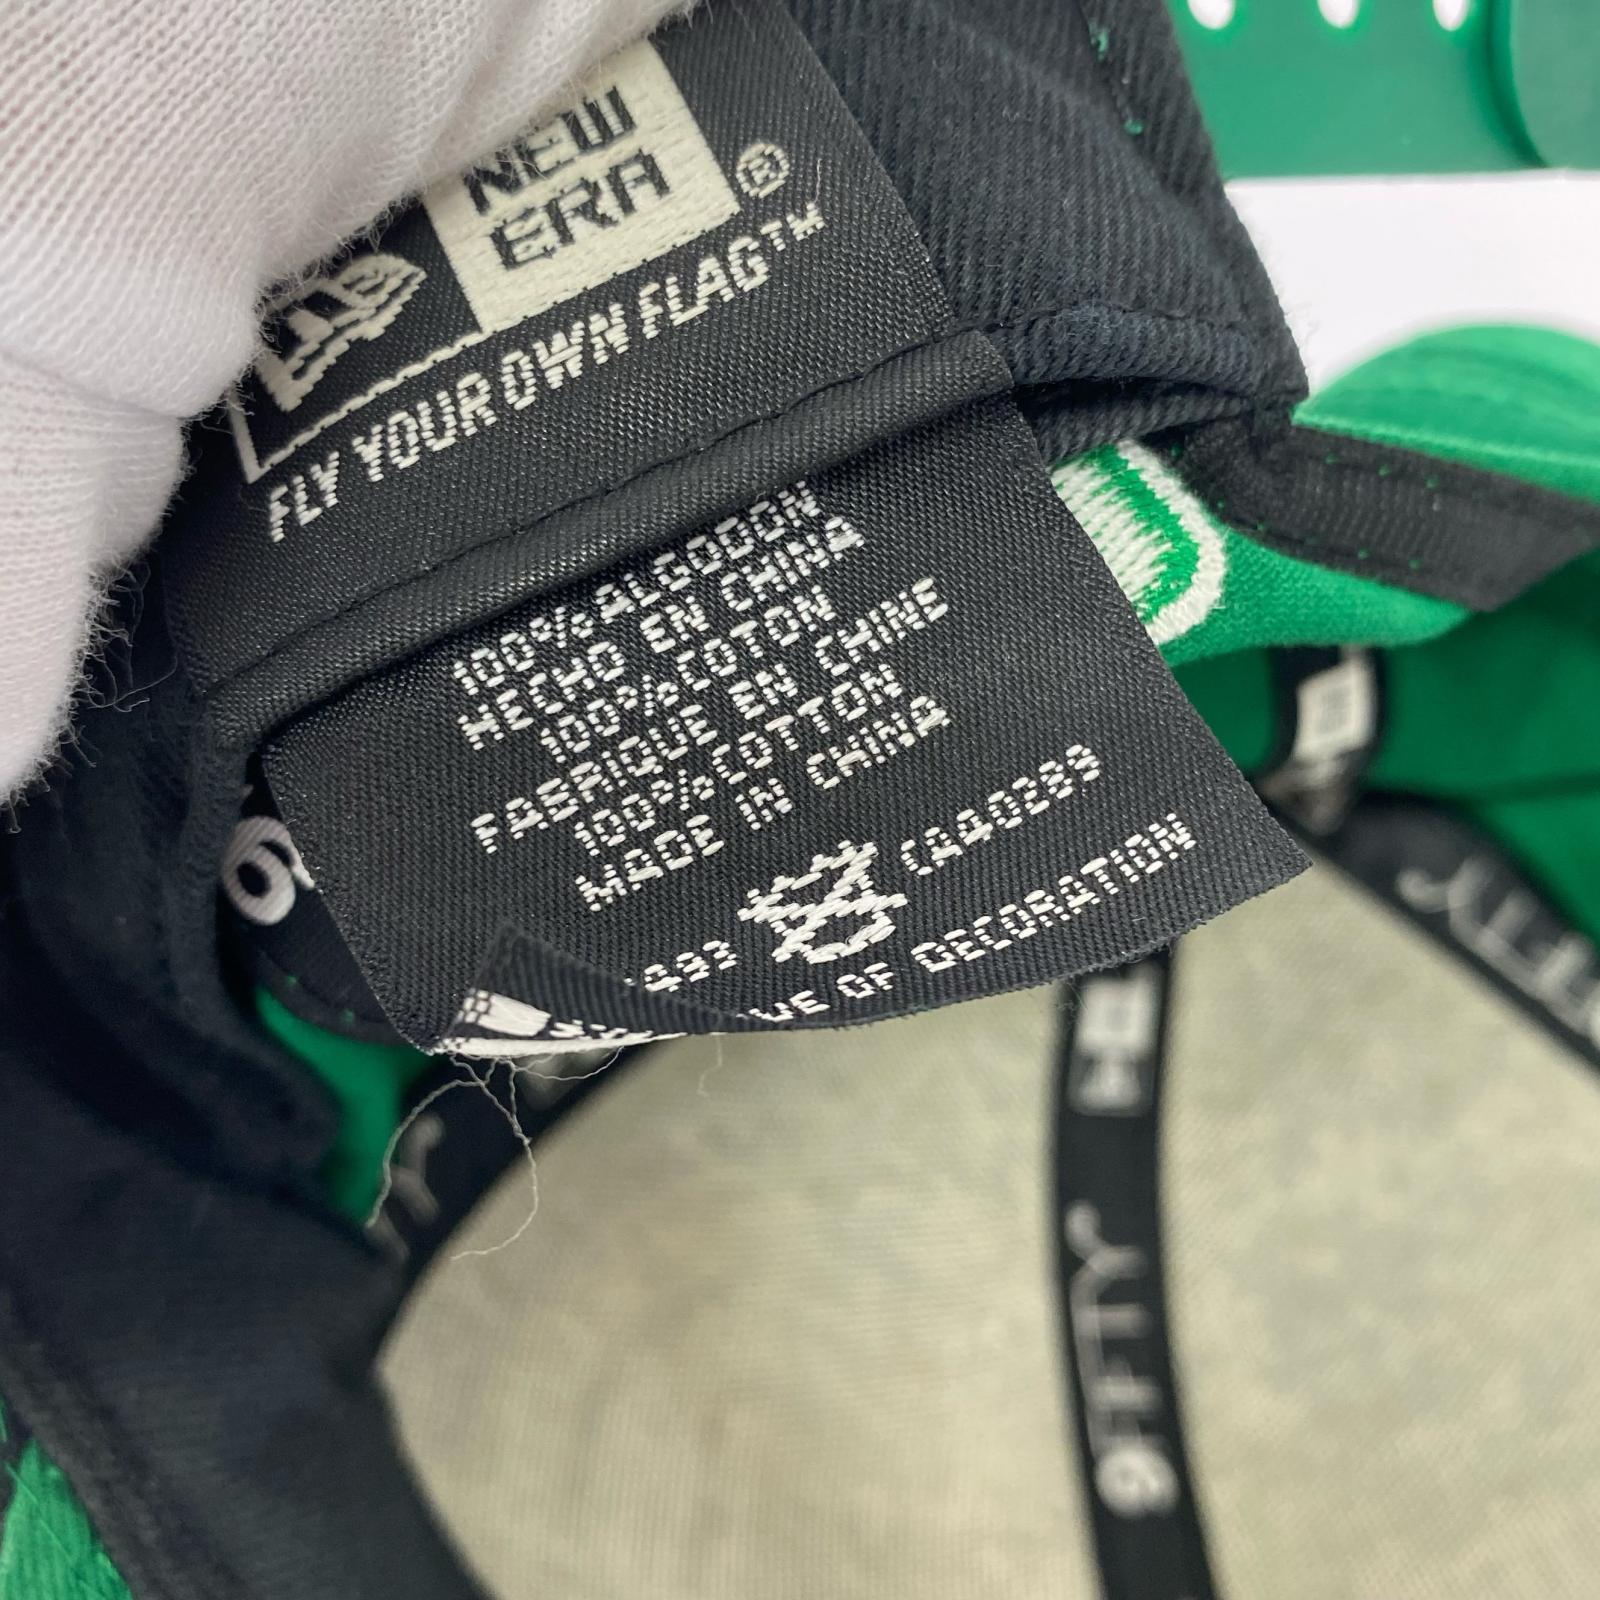 NEW
ERA®
FLY YOUR OWN FLAG™
100% ALGODON
HECHO EN CHINA
100% COTON
FABRIQUE EN CHINE
100% COTTON
MADE IN CHINA
CA40289
OF DECORATION
9FIFTY